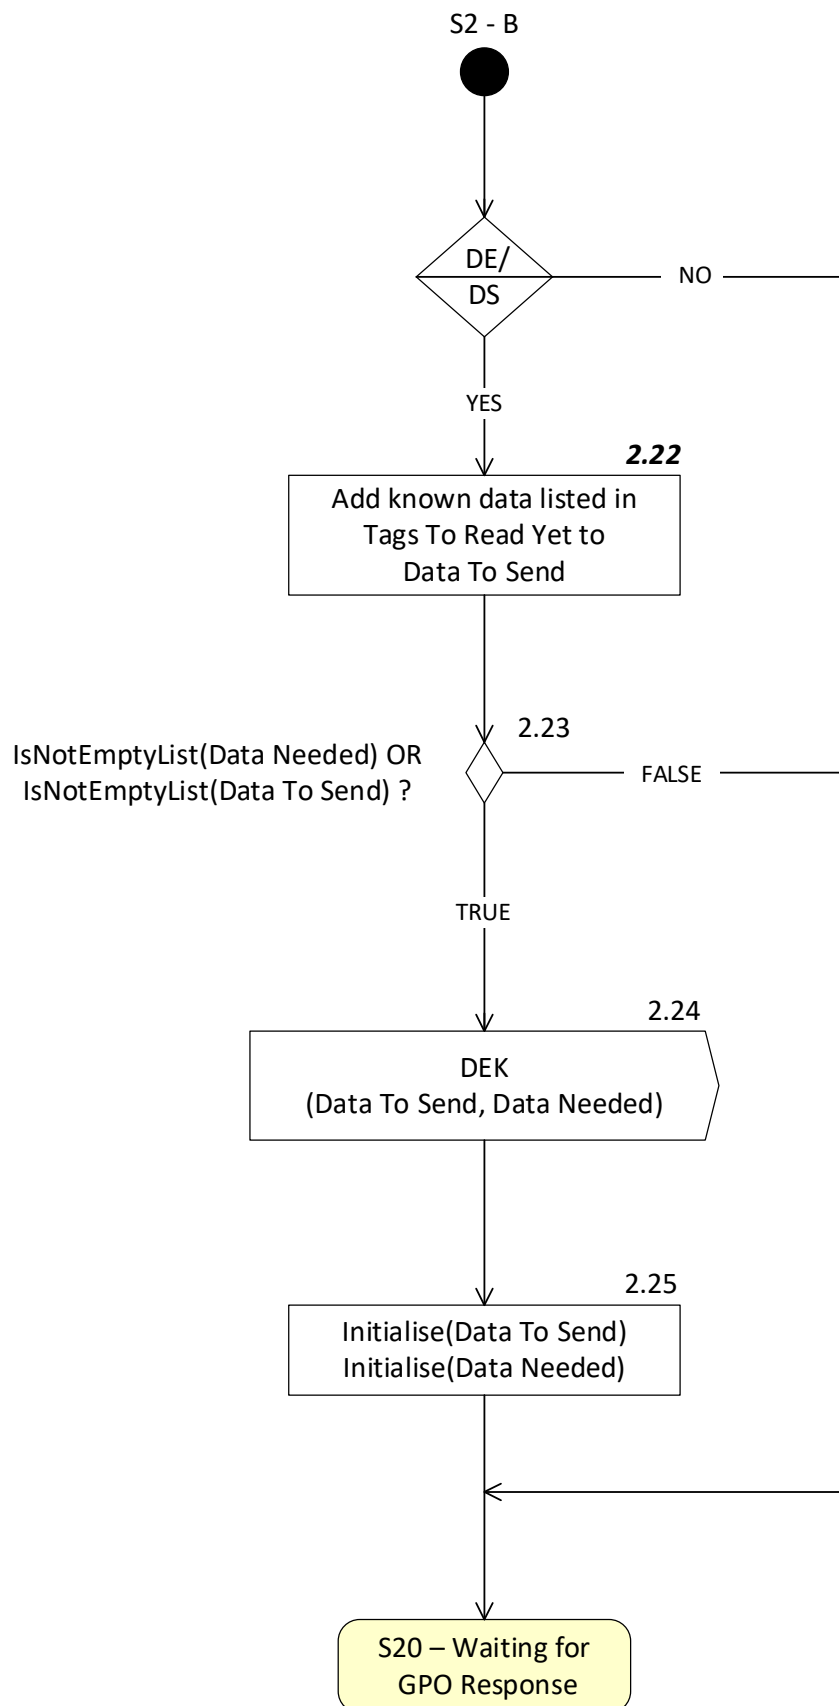 S2 - B
DE/
DS
NO
YES
2.22
Add known data listed in
Tags To Read Yet to
Data To Send
2.23
IsNotEmptyList(Data Needed) OR
IsNotEmptyList(Data To Send) ?
FALSE
TRUE
2.24
DEK
(Data To Send, Data Needed)
2.25
Initialise(Data To Send)
Initialise(Data Needed)
S20 – Waiting for
GPO Response